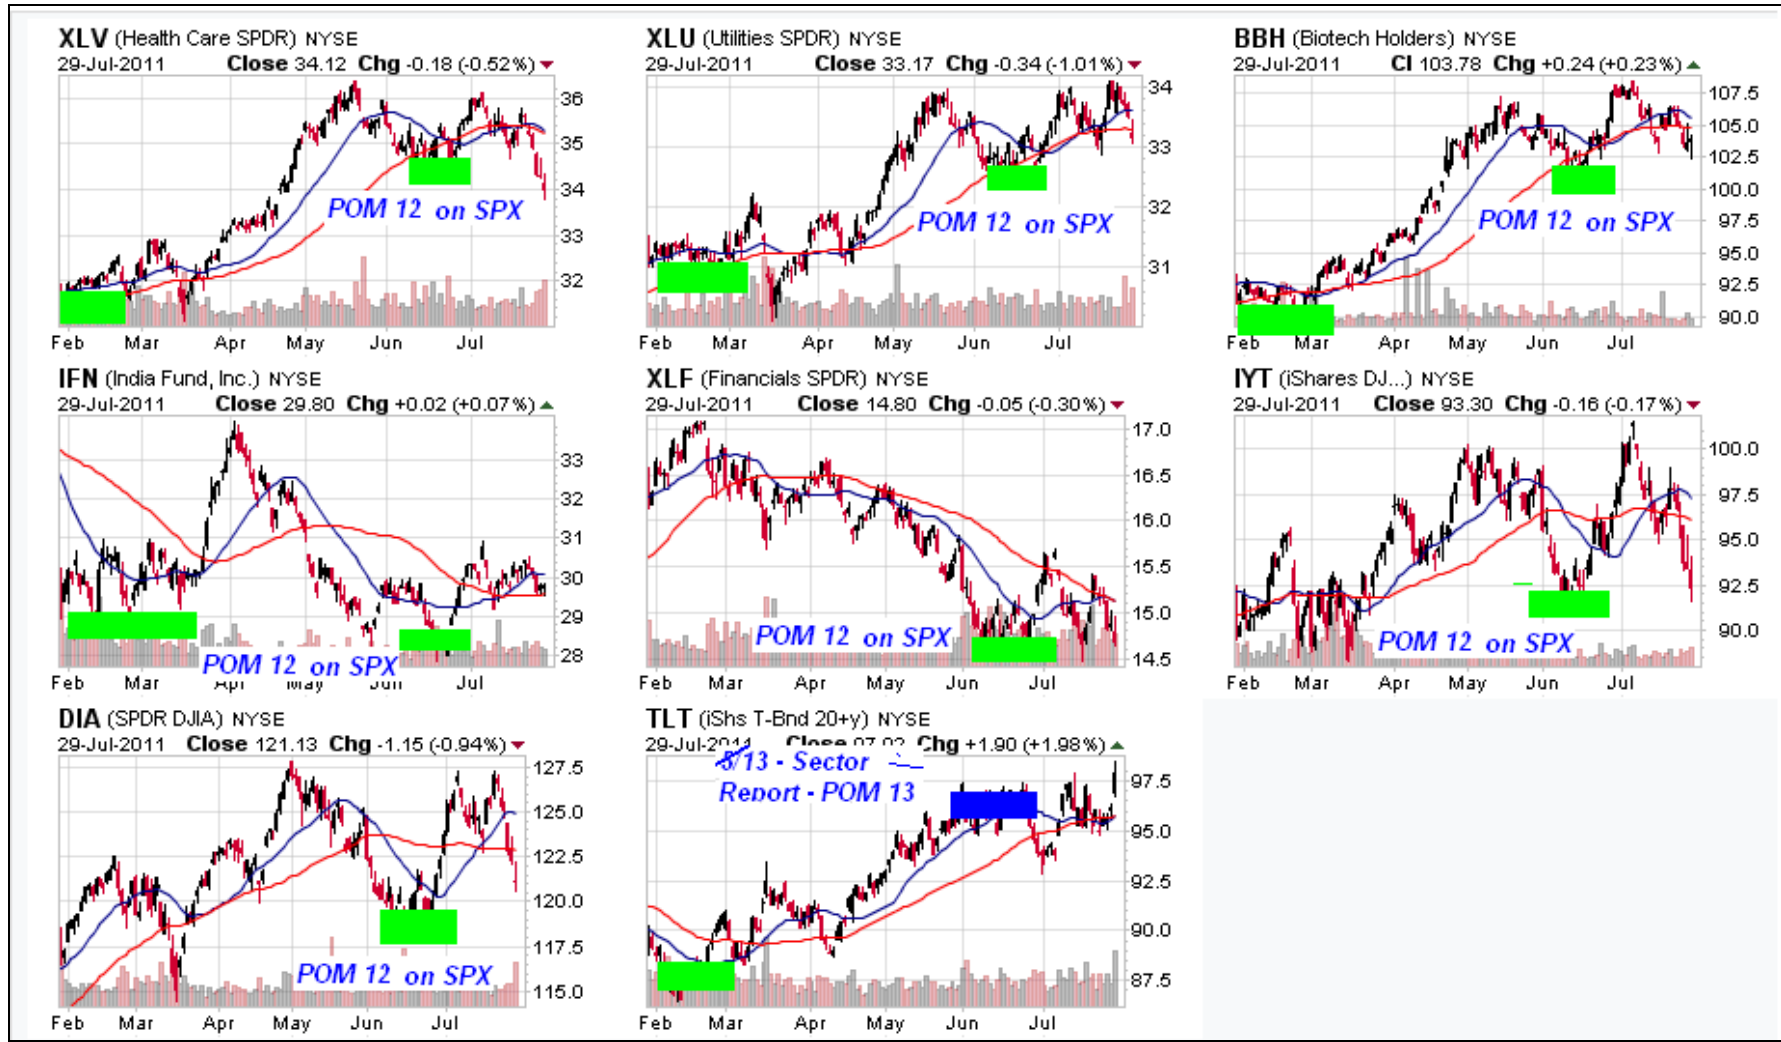 XLV (Health Care SPDR) NYSE
29-Jul-2011 Close 34.12 Chg -0.18 (-0.52%)
36
35
34
33
32
POM 12 on SPX
Feb Mar Apr May Jun Jul
XLU (Utilities SPDR) NYSE
29-Jul-2011 Close 33.17 Chg -0.34 (-1.01%)
34
33
32
31
POM 12 on SPX
Feb Mar Apr May Jun Jul
BBH (Biotech Holders) NYSE
29-Jul-2011 Cl 103.78 Chg +0.24 (+0.23%)
107.5
105.0
102.5
100.0
97.5
95.0
92.5
90.0
POM 12 on SPX
Feb Mar Apr May Jun Jul
IFN (India Fund, Inc.) NYSE
29-Jul-2011 Close 29.80 Chg +0.02 (+0.07%)
33
32
31
30
29
28
POM 12 on SPX
Feb Mar Apr May Jun Jul
XLF (Financials SPDR) NYSE
29-Jul-2011 Close 14.80 Chg -0.05 (-0.30%)
17.0
16.5
16.0
15.5
15.0
14.5
POM 12 on SPX
Feb Mar Apr May Jun Jul
IYT (iShares DJ...) NYSE
29-Jul-2011 Close 93.30 Chg -0.16 (-0.17%)
100.0
97.5
95.0
92.5
90.0
POM 12 on SPX
Feb Mar Apr May Jun Jul
DIA (SPDR DJIA) NYSE
29-Jul-2011 Close 121.13 Chg -1.15 (-0.94%)
127.5
125.0
122.5
120.0
117.5
115.0
POM 12 on SPX
Feb Mar Apr May Jun Jul
TLT (iShs T-Bnd 20+y) NYSE
29-Jul-2011 Close Chg +1.90 (+1.98%)
/13 - Sector
Report - POM 13
97.5
95.0
92.5
90.0
87.5
Feb Mar Apr May Jun Jul